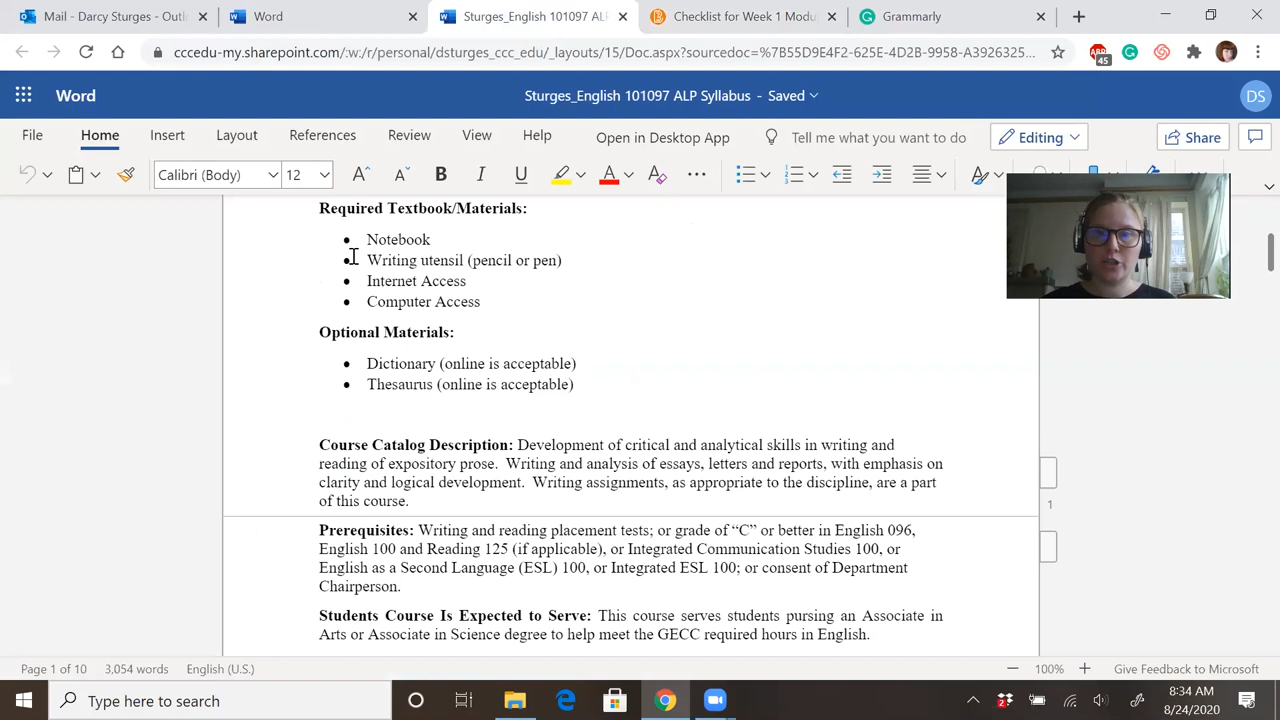 Mail - Darcy Sturges - Outl
Word
Sturges_English 101097 ALP
Checklist for Week 1 Modu
Grammarly
cccedu-my.sharepoint.com/:w:/r/personal/dsturges_ccc_edu/_layouts/15/Doc.aspx?sourcedoc=%7B55D9E4F2-625E-4D2B-9958-A3926325...
45
Word
Sturges_English 101097 ALP Syllabus - Saved
DS
File
Home
Insert
Layout
References
Review
View
Help
Open in Desktop App
Tell me what you want to do
Editing
Share
Calibri (Body)
12
A A B I U A A
Required Textbook/Materials:
• Notebook
• Writing utensil (pencil or pen)
• Internet Access
• Computer Access
Optional Materials:
• Dictionary (online is acceptable)
• Thesaurus (online is acceptable)
Course Catalog Description: Development of critical and analytical skills in writing and
reading of expository prose. Writing and analysis of essays, letters and reports, with emphasis on
clarity and logical development. Writing assignments, as appropriate to the discipline, are a part
of this course.
1
Prerequisites: Writing and reading placement tests; or grade of “C” or better in English 096,
English 100 and Reading 125 (if applicable), or Integrated Communication Studies 100, or
English as a Second Language (ESL) 100, or Integrated ESL 100; or consent of Department
Chairperson.
Students Course Is Expected to Serve: This course serves students pursing an Associate in
Arts or Associate in Science degree to help meet the GECC required hours in English.
Page 1 of 10
3,054 words
English (U.S.)
100%
Give Feedback to Microsoft
Type here to search
8:34 AM
8/24/2020